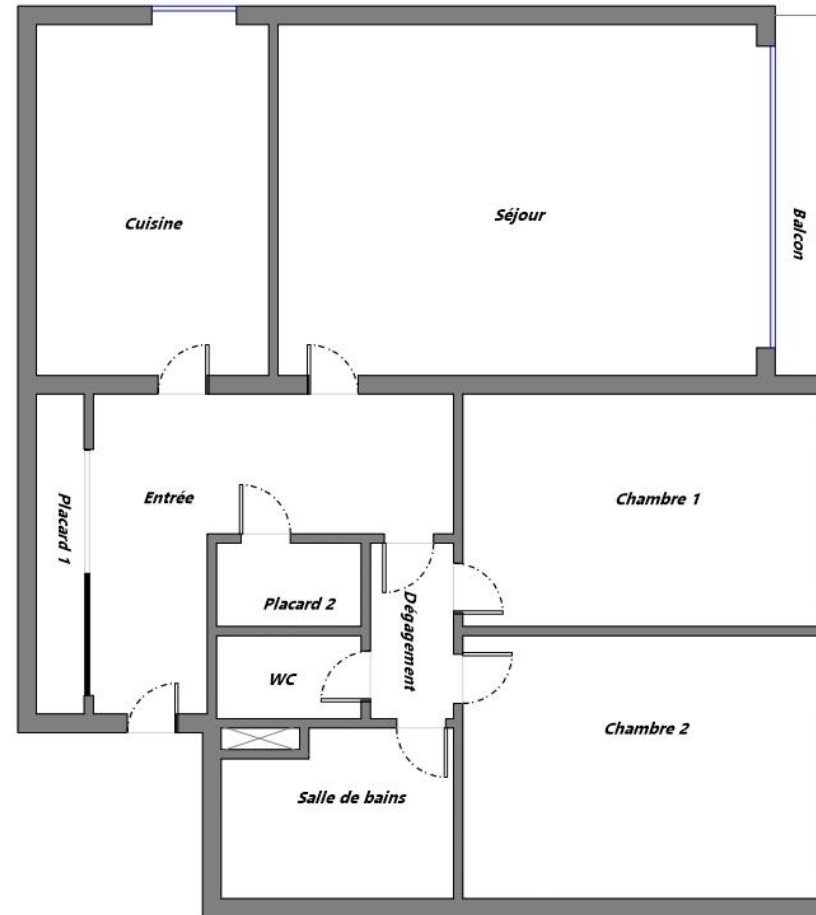 Cuisine
Séjour
Balcon
Placard 1
Entrée
Chambre 1
Placard 2
Dégagement
WC
Chambre 2
Salle de bains